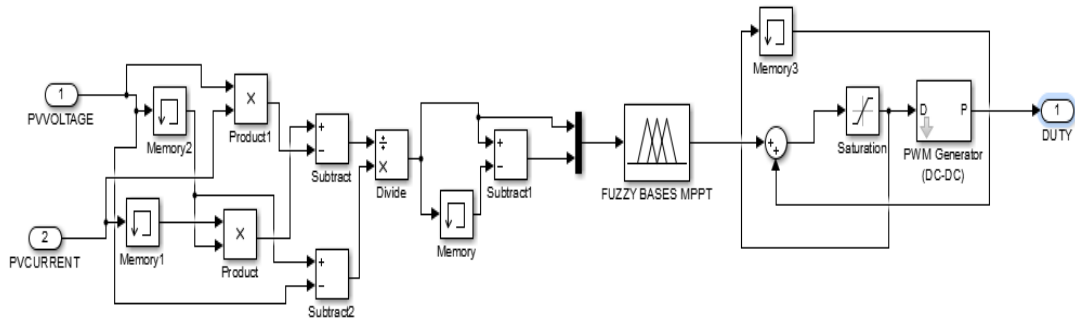 1
PVVOLTAGE
Memory2
×
Product1
2
PVCURRENT
Memory1
×
Product
+
−
Subtract
+
−
Subtract2
÷
×
Divide
Memory
+
−
Subtract1
FUZZY BASES MPPT
Memory3
+
+
Saturation
D
P
PWM Generator
(DC-DC)
1
DUTY